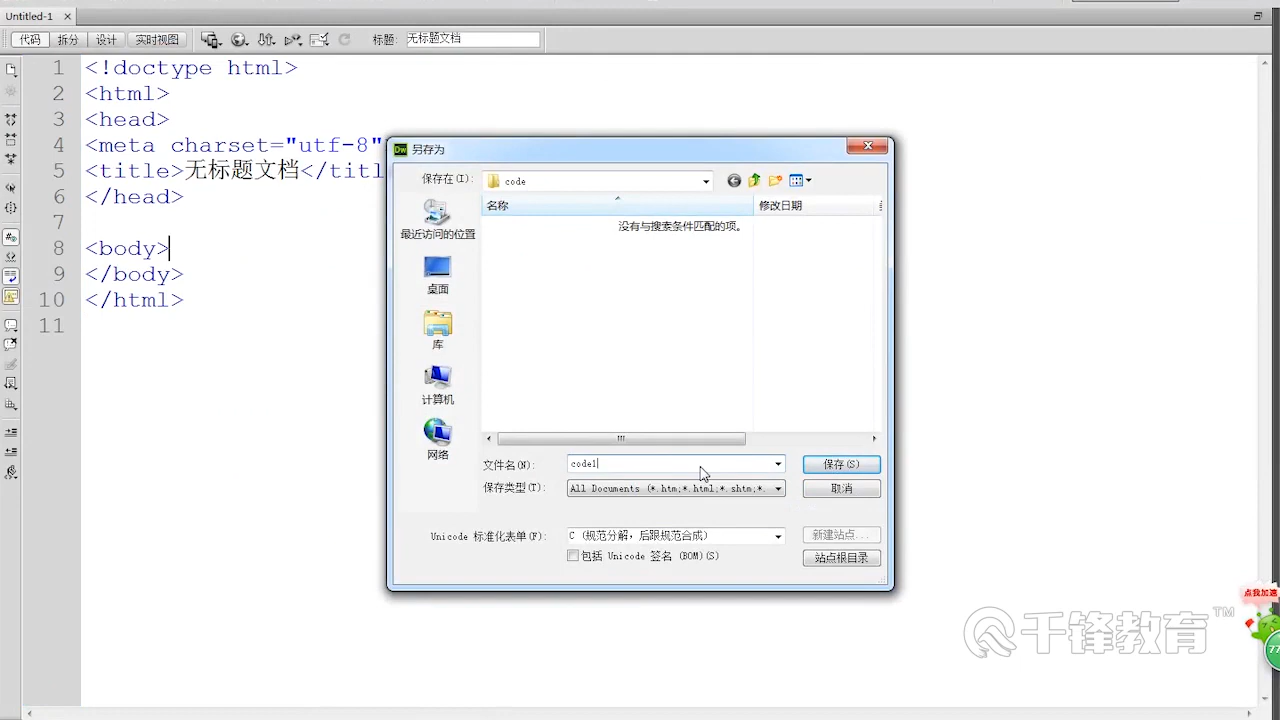 Untitled-1
代码 拆分 设计 实时视图 标题: 无标题文档
1 <!doctype html>
2 <html>
3 <head>
4 <meta charset="utf-8"
5 <title>无标题文档</titl
6 </head>
7
8 <body>
9 </body>
10 </html>
11
Dw 另存为
保存在(I): code
名称 修改日期
没有与搜索条件匹配的项。
最近访问的位置
桌面
库
计算机
网络
文件名(N): code1 保存(S)
保存类型(T): All Documents (*.htm;*.html;*.shtm;*. 取消
Unicode 标准化表单(F): C (规范分解，后跟规范合成) 新建站点...
包括 Unicode 签名 (BOM)(S) 站点根目录
点我加速
77
千锋教育 TM